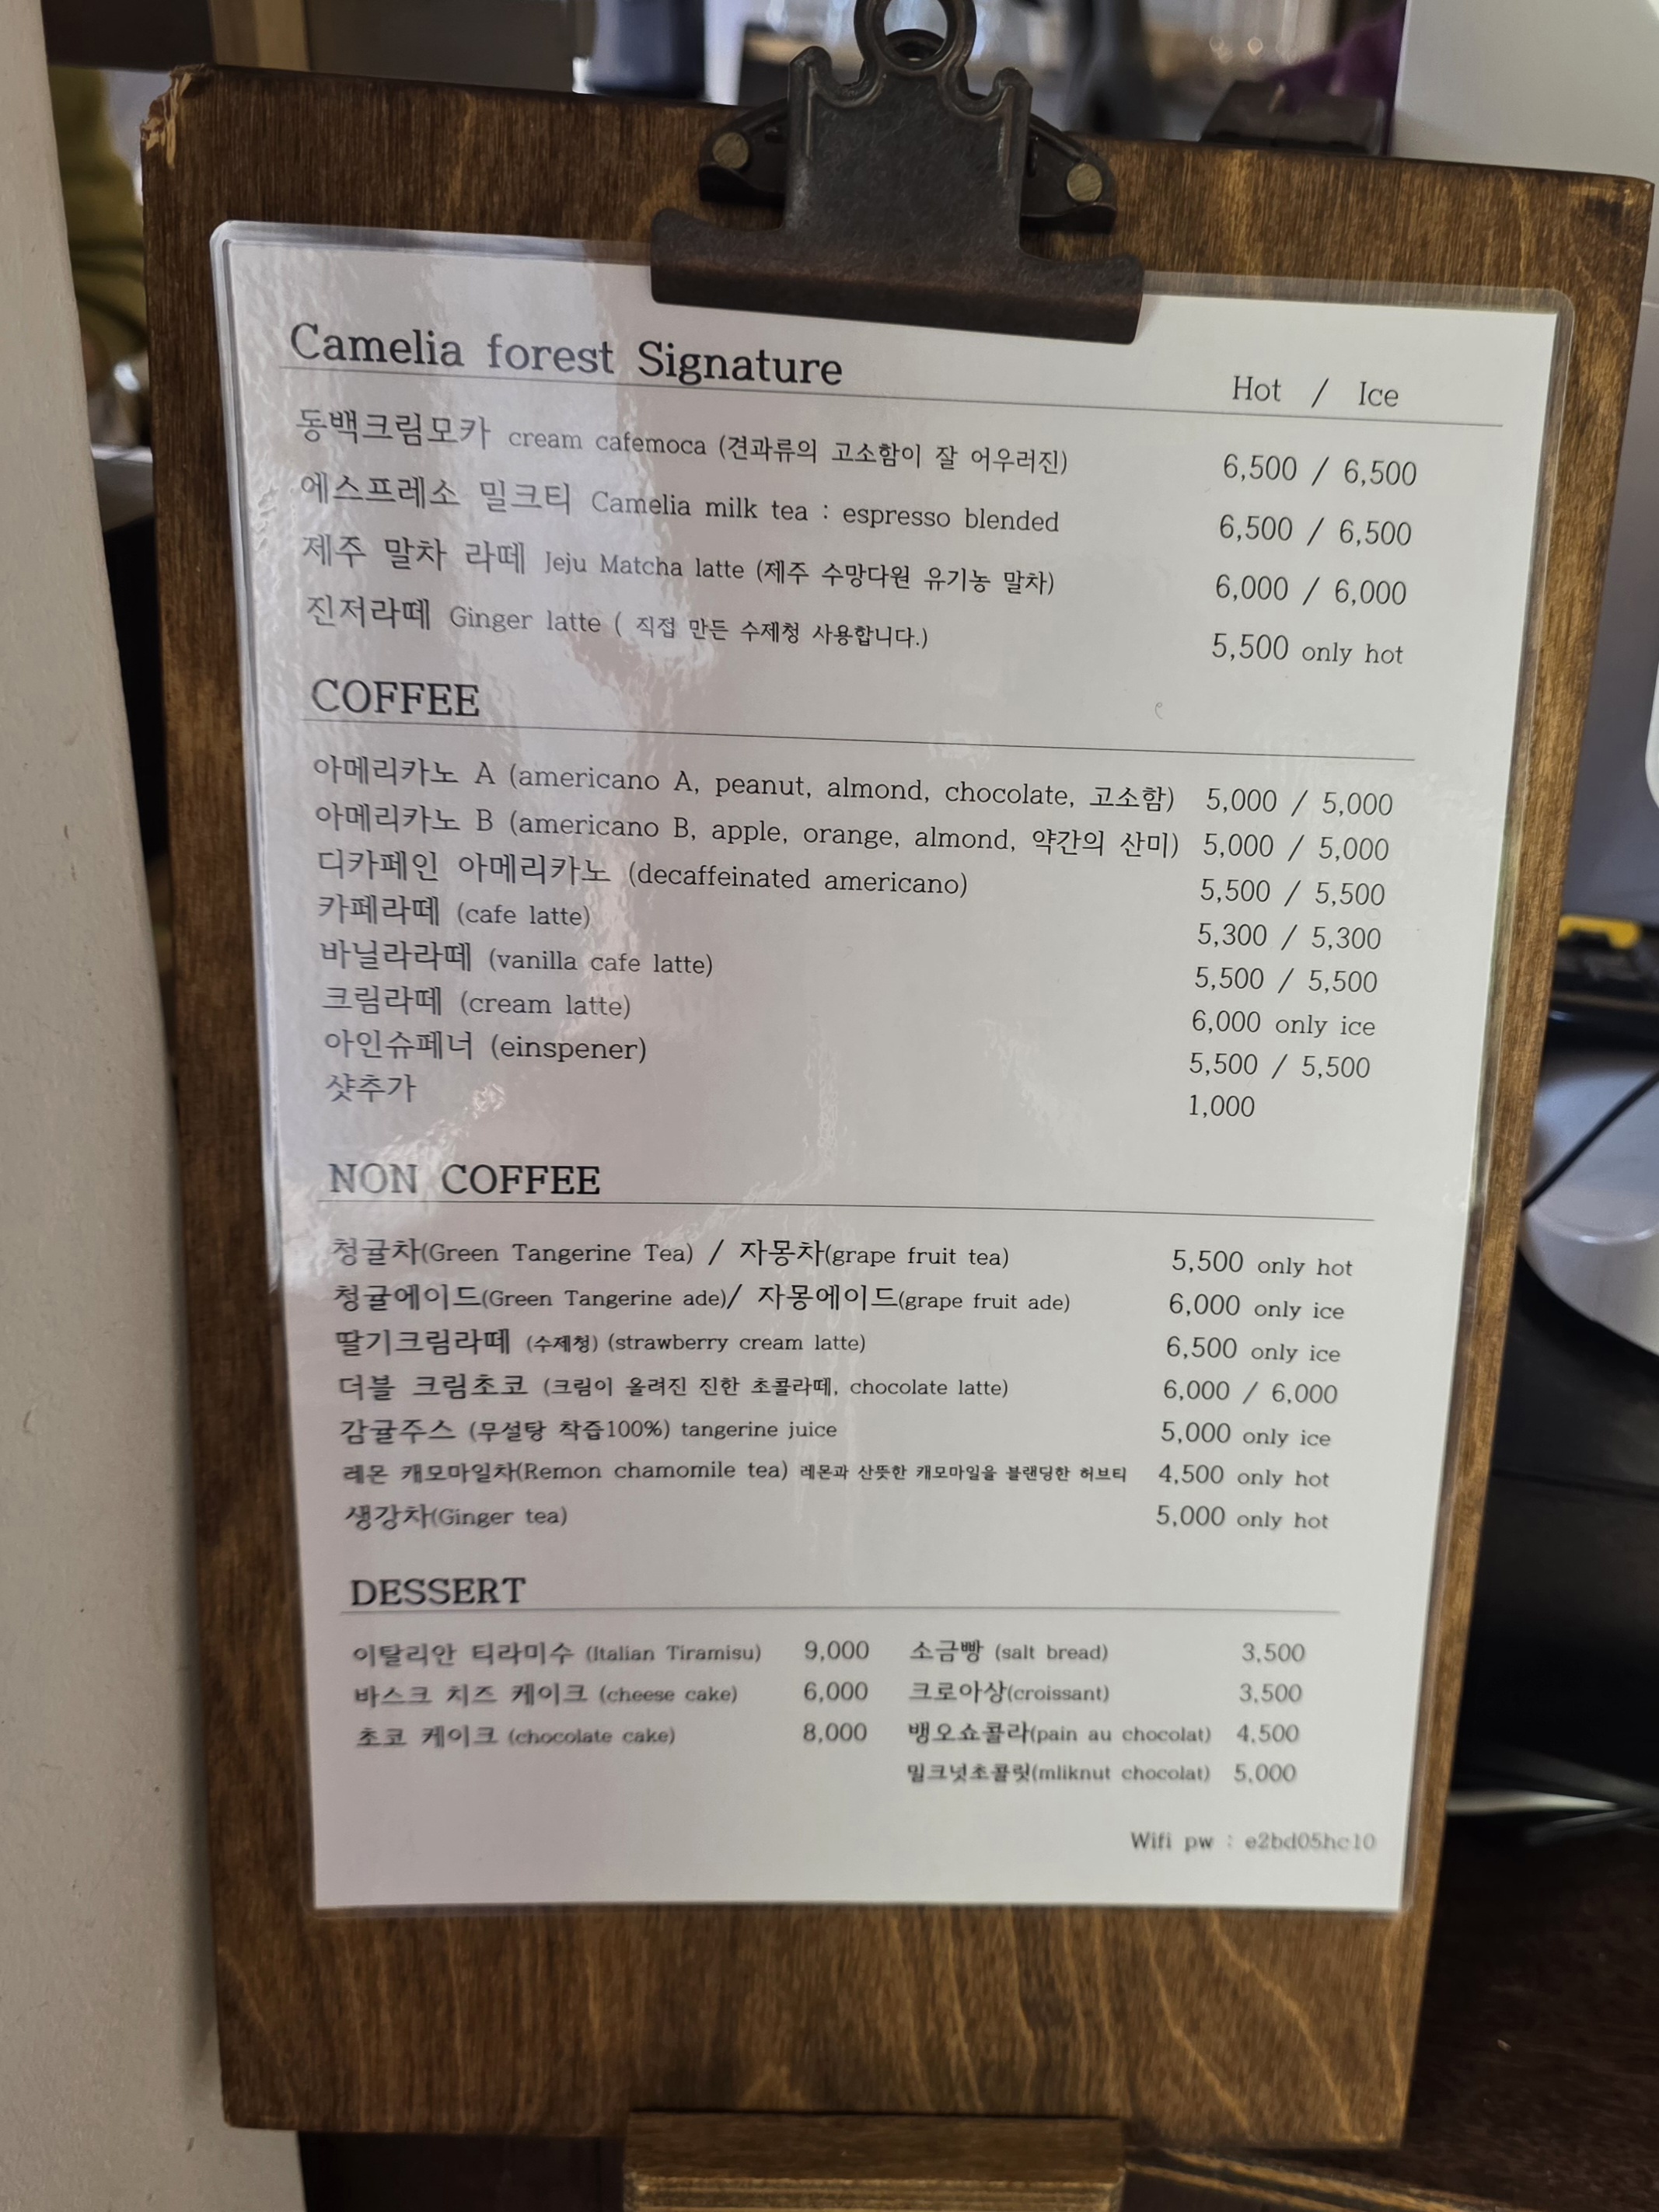 Camelia forest Signature
Hot / Ice
동백크림모카 cream cafemoca (견과류의 고소함이 잘 어우러진) 6,500 / 6,500
에스프레소 밀크티 Camelia milk tea : espresso blended 6,500 / 6,500
제주 말차 라떼 Jeju Matcha latte (제주 수망다원 유기농 말차) 6,000 / 6,000
진저라떼 Ginger latte ( 직접 만든 수제청 사용합니다.) 5,500 only hot
COFFEE
아메리카노 A (americano A, peanut, almond, chocolate, 고소함) 5,000 / 5,000
아메리카노 B (americano B, apple, orange, almond, 약간의 산미) 5,000 / 5,000
디카페인 아메리카노 (decaffeinated americano) 5,500 / 5,500
카페라떼 (cafe latte) 5,300 / 5,300
바닐라라떼 (vanilla cafe latte) 5,500 / 5,500
크림라떼 (cream latte) 6,000 only ice
아인슈페너 (einspener) 5,500 / 5,500
샷추가 1,000
NON COFFEE
청귤차(Green Tangerine Tea) / 자몽차(grape fruit tea) 5,500 only hot
청귤에이드(Green Tangerine ade)/ 자몽에이드(grape fruit ade) 6,000 only ice
딸기크림라떼 (수제청) (strawberry cream latte) 6,500 only ice
더블 크림초코 (크림이 올려진 진한 초콜라떼, chocolate latte) 6,000 / 6,000
감귤주스 (무설탕 착즙100%) tangerine juice 5,000 only ice
레몬 캐모마일차(Remon chamomile tea) 레몬과 산뜻한 캐모마일을 블랜딩한 허브티 4,500 only hot
생강차(Ginger tea) 5,000 only hot
DESSERT
이탈리안 티라미수 (Italian Tiramisu) 9,000 소금빵 (salt bread) 3,500
바스크 치즈 케이크 (cheese cake) 6,000 크로아상(croissant) 3,500
초코 케이크 (chocolate cake) 8,000 뱅오쇼콜라(pain au chocolat) 4,500
밀크넛초콜릿(mliknut chocolat) 5,000
Wifi pw : e2bd05hc10